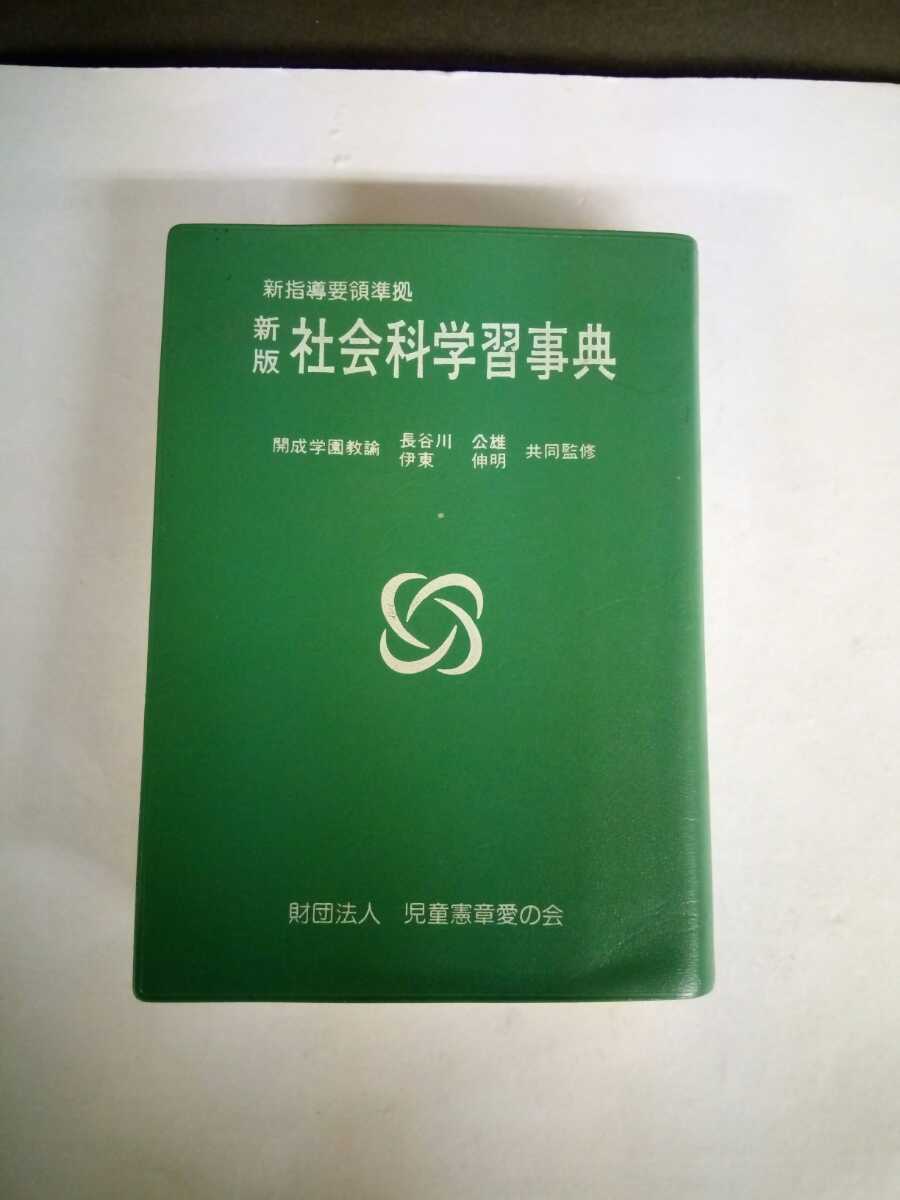 新指導要領準拠
新版 社会科学習事典
開成学園教諭 長谷川 公雄 伊東 伸明 共同監修
財団法人 児童憲章愛の会